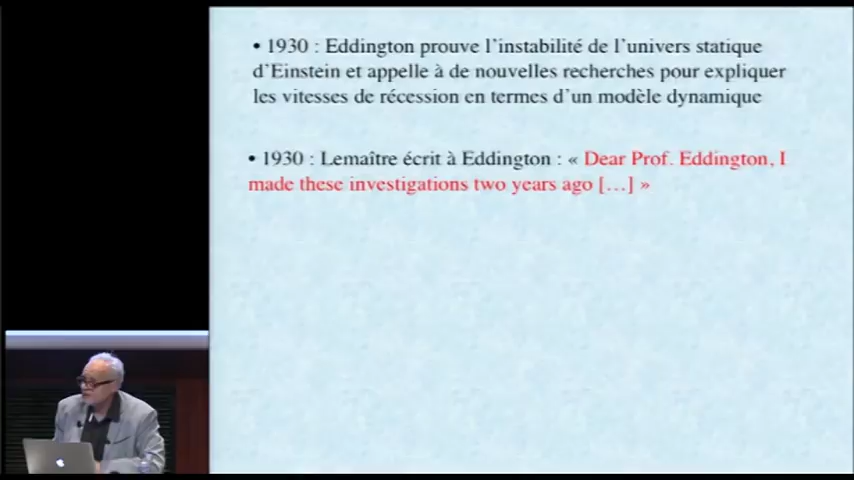 • 1930 : Eddington prouve l’instabilité de l’univers statique
d’Einstein et appelle à de nouvelles recherches pour expliquer
les vitesses de récession en termes d’un modèle dynamique
• 1930 : Lemaître écrit à Eddington : « Dear Prof. Eddington, I
made these investigations two years ago […] »